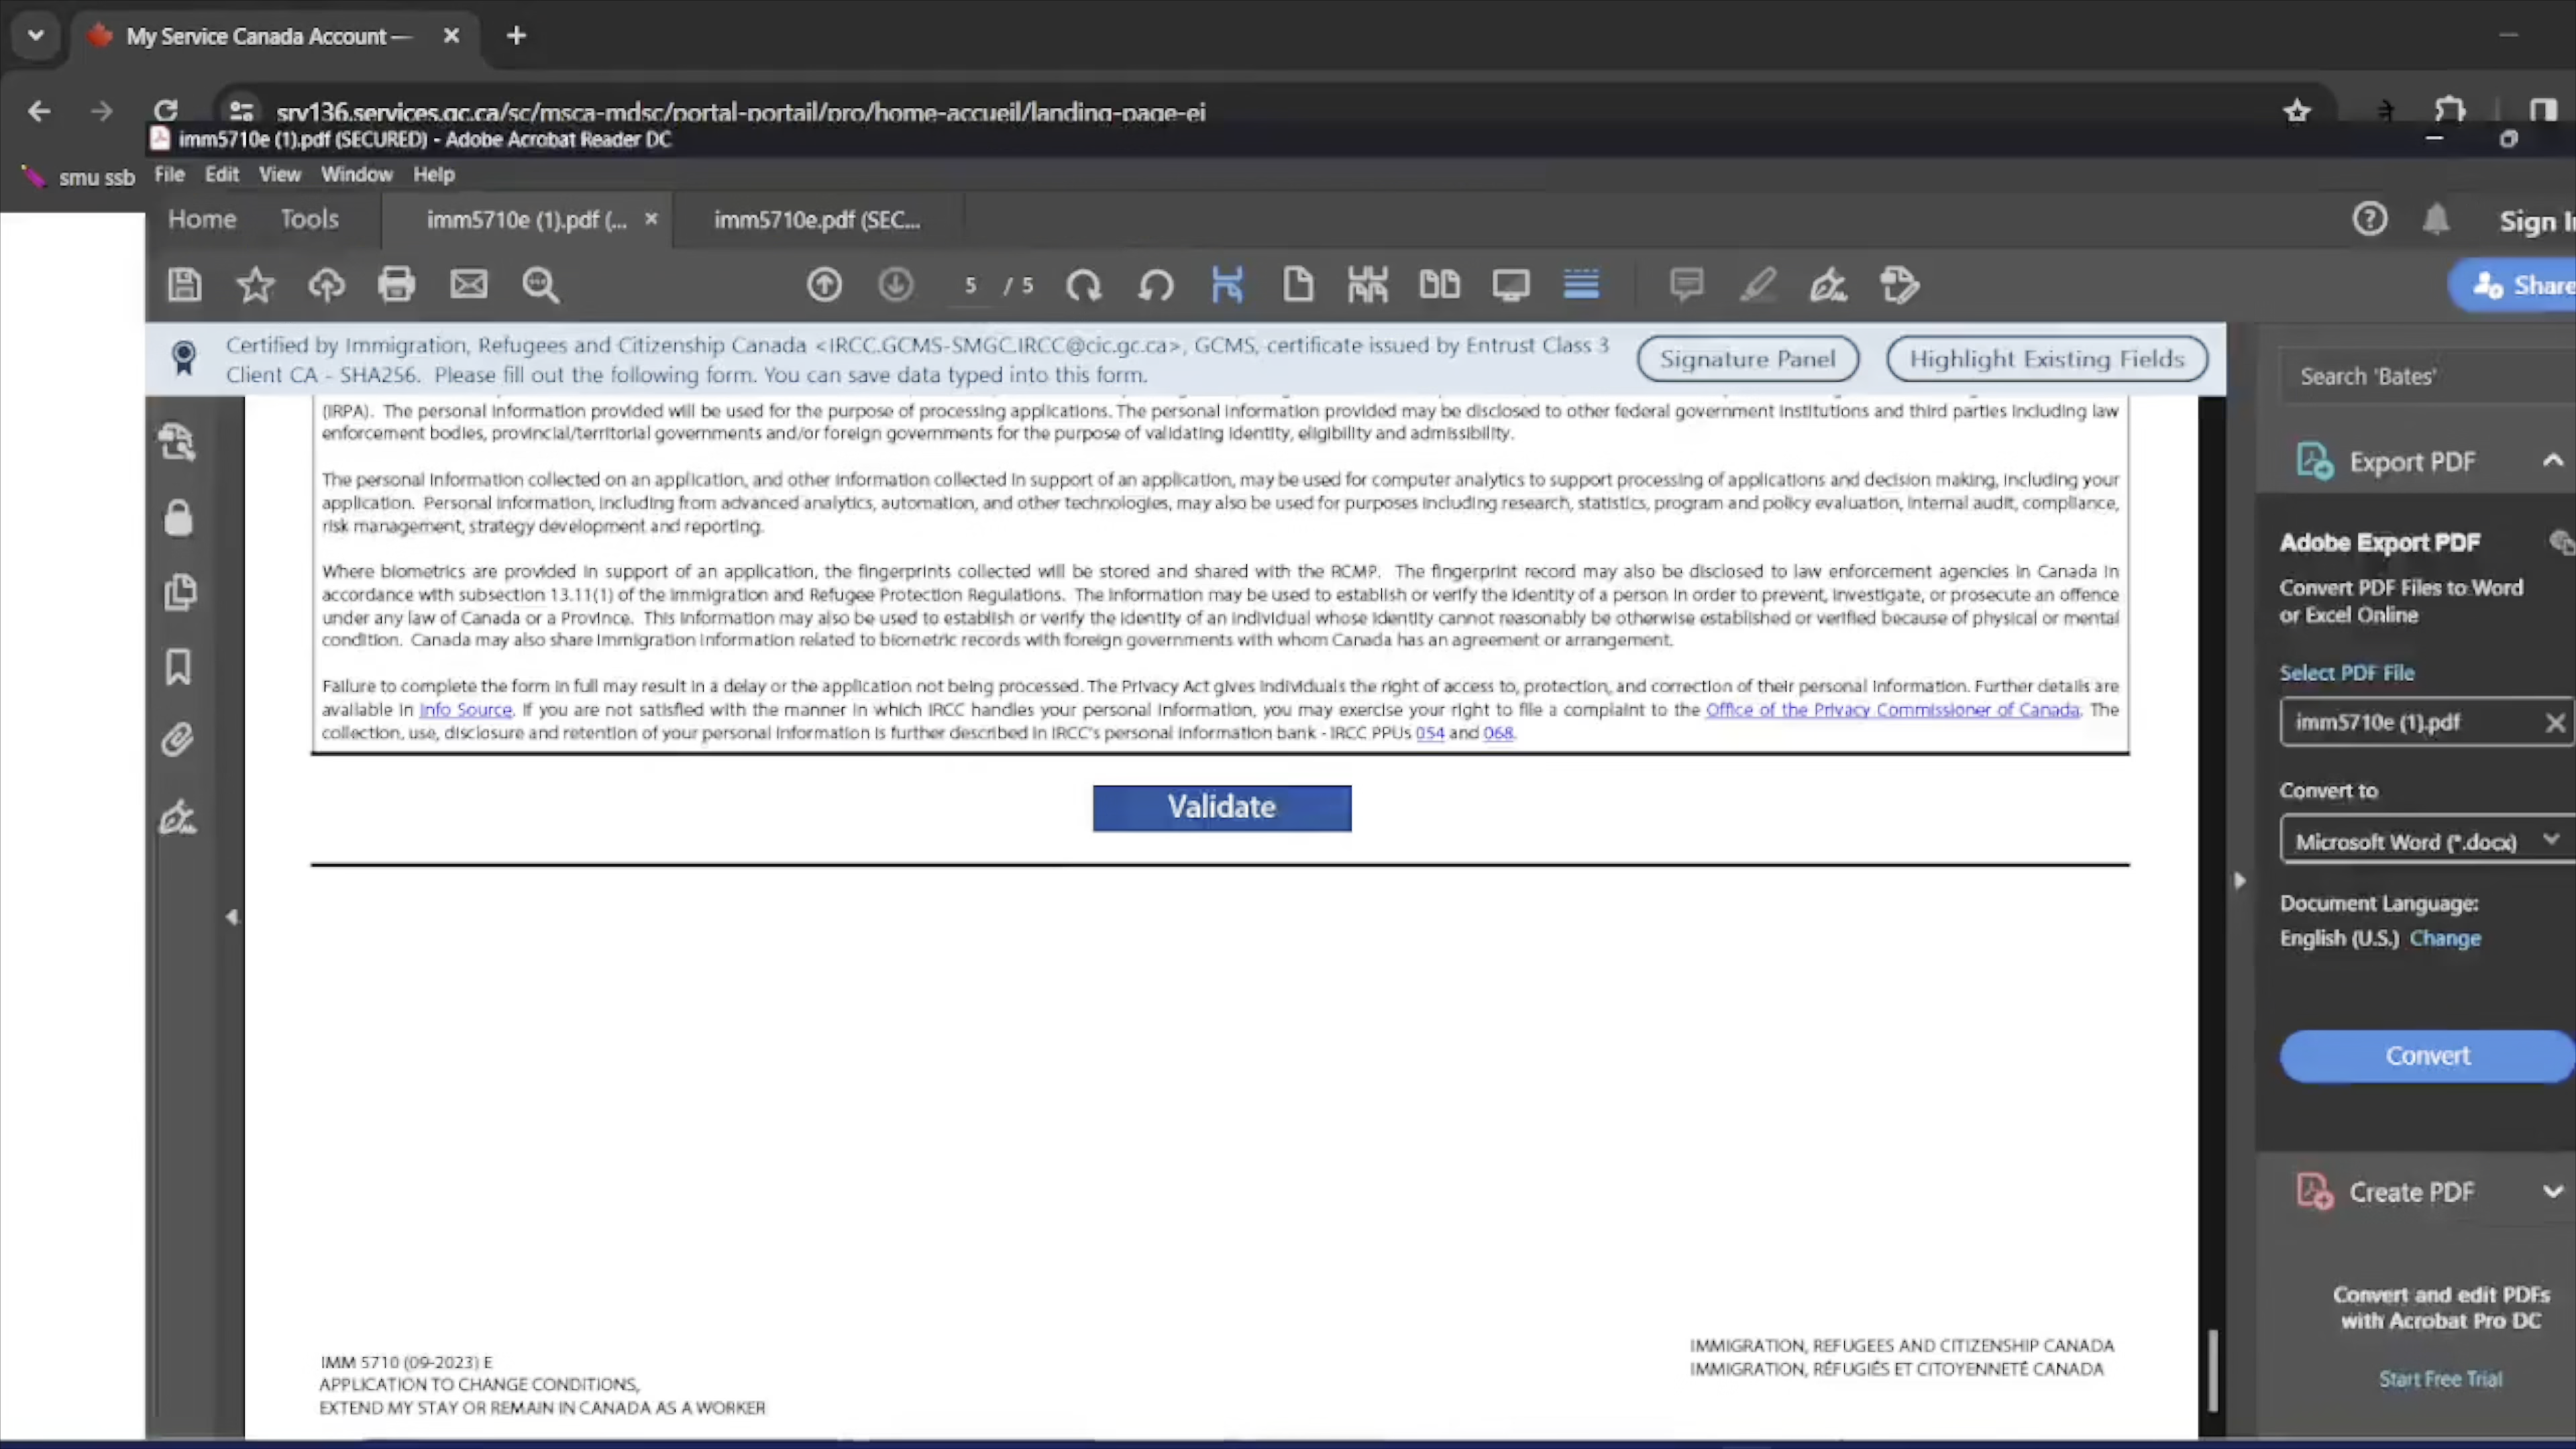 My Service Canada Account —
srv136.services.gc.ca/sc/msca-mdsc/portal-portail/pro/home-accueil/landing-page-ei
imm5710e (1).pdf (SECURED) - Adobe Acrobat Reader DC
smu ssb
File Edit View Window Help
Home Tools imm5710e (1).pdf (... imm5710e.pdf (SEC...
Sign I
5 / 5
Share
Certified by Immigration, Refugees and Citizenship Canada <IRCC.GCMS-SMGC.IRCC@cic.gc.ca>, GCMS, certificate issued by Entrust Class 3
Client CA - SHA256. Please fill out the following form. You can save data typed into this form.
Signature Panel
Highlight Existing Fields
Search 'Bates'
(IRPA). The personal information provided will be used for the purpose of processing applications. The personal information provided may be disclosed to other federal government institutions and third parties including law
enforcement bodies, provincial/territorial governments and/or foreign governments for the purpose of validating identity, eligibility and admissibility.
The personal information collected on an application, and other information collected in support of an application, may be used for computer analytics to support processing of applications and decision making, including your
application. Personal information, including from advanced analytics, automation, and other technologies, may also be used for purposes including research, statistics, program and policy evaluation, internal audit, compliance,
risk management, strategy development and reporting.
Where biometrics are provided in support of an application, the fingerprints collected will be stored and shared with the RCMP. The fingerprint record may also be disclosed to law enforcement agencies in Canada in
accordance with subsection 13.11(1) of the Immigration and Refugee Protection Regulations. The information may be used to establish or verify the identity of a person in order to prevent, investigate, or prosecute an offence
under any law of Canada or a Province. This information may also be used to establish or verify the identity of an individual whose identity cannot reasonably be otherwise established or verified because of physical or mental
condition. Canada may also share immigration information related to biometric records with foreign governments with whom Canada has an agreement or arrangement.
Failure to complete the form in full may result in a delay or the application not being processed. The Privacy Act gives individuals the right of access to, protection, and correction of their personal information. Further details are
available in Info Source. If you are not satisfied with the manner in which IRCC handles your personal information, you may exercise your right to file a complaint to the Office of the Privacy Commissioner of Canada. The
collection, use, disclosure and retention of your personal information is further described in IRCC's personal information bank - IRCC PPUs 054 and 068.
Validate
IMM 5710 (09-2023) E
APPLICATION TO CHANGE CONDITIONS,
EXTEND MY STAY OR REMAIN IN CANADA AS A WORKER
IMMIGRATION, REFUGEES AND CITIZENSHIP CANADA
IMMIGRATION, RÉFUGIÉS ET CITOYENNETÉ CANADA
Export PDF
Adobe Export PDF
Convert PDF Files to Word
or Excel Online
Select PDF File
imm5710e (1).pdf
Convert to
Microsoft Word (*.docx)
Document Language:
English (U.S.) Change
Convert
Create PDF
Convert and edit PDFs
with Acrobat Pro DC
Start Free Trial